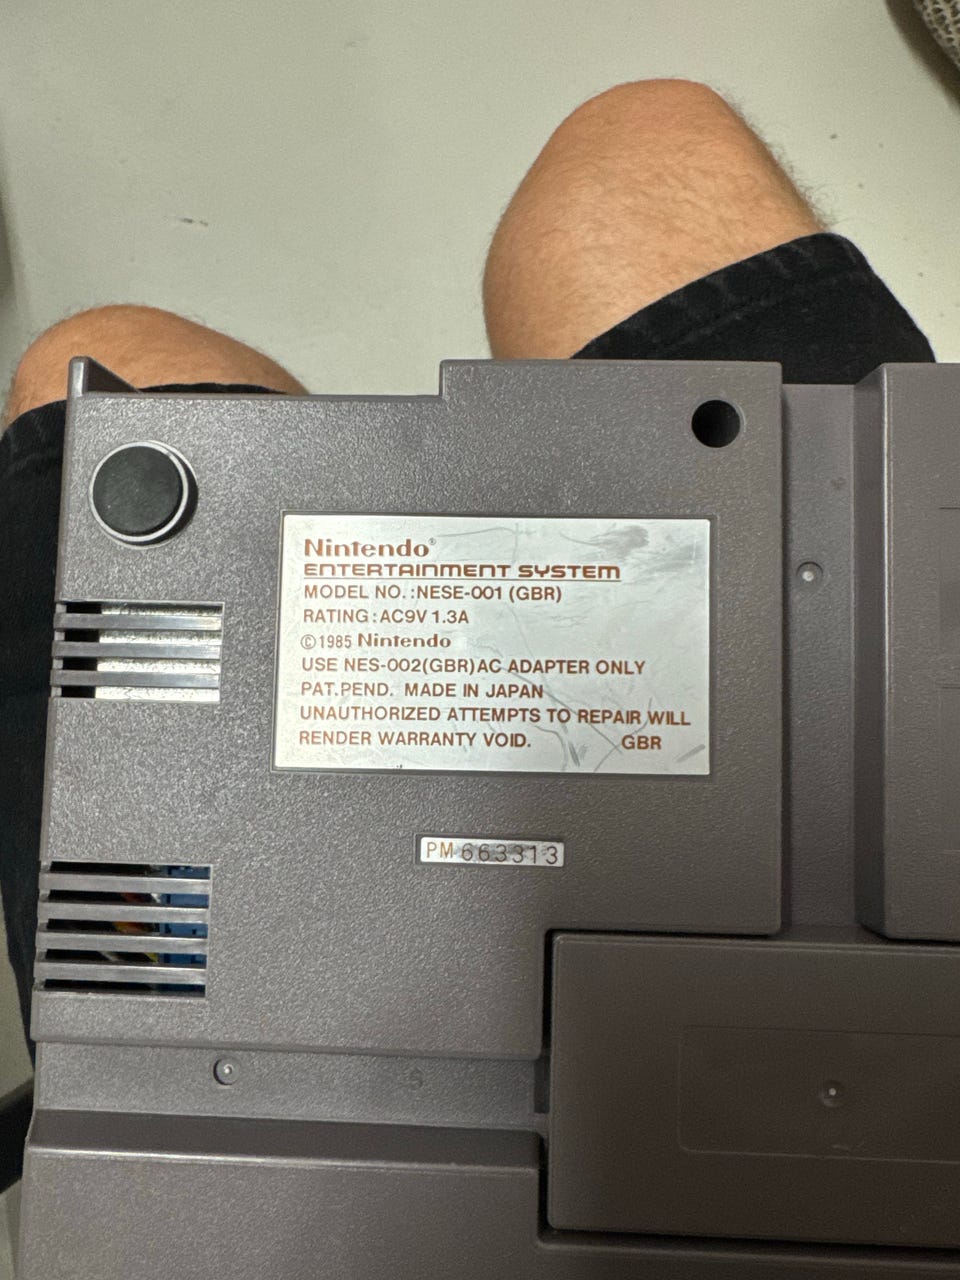 Nintendo®
ENTERTAINMENT SYSTEM
MODEL NO.:NESE-001 (GBR)
RATING:AC9V 1.3A
©1985 Nintendo
USE NES-002(GBR)AC ADAPTER ONLY
PAT.PEND. MADE IN JAPAN
UNAUTHORIZED ATTEMPTS TO REPAIR WILL
RENDER WARRANTY VOID. GBR
PM 663313